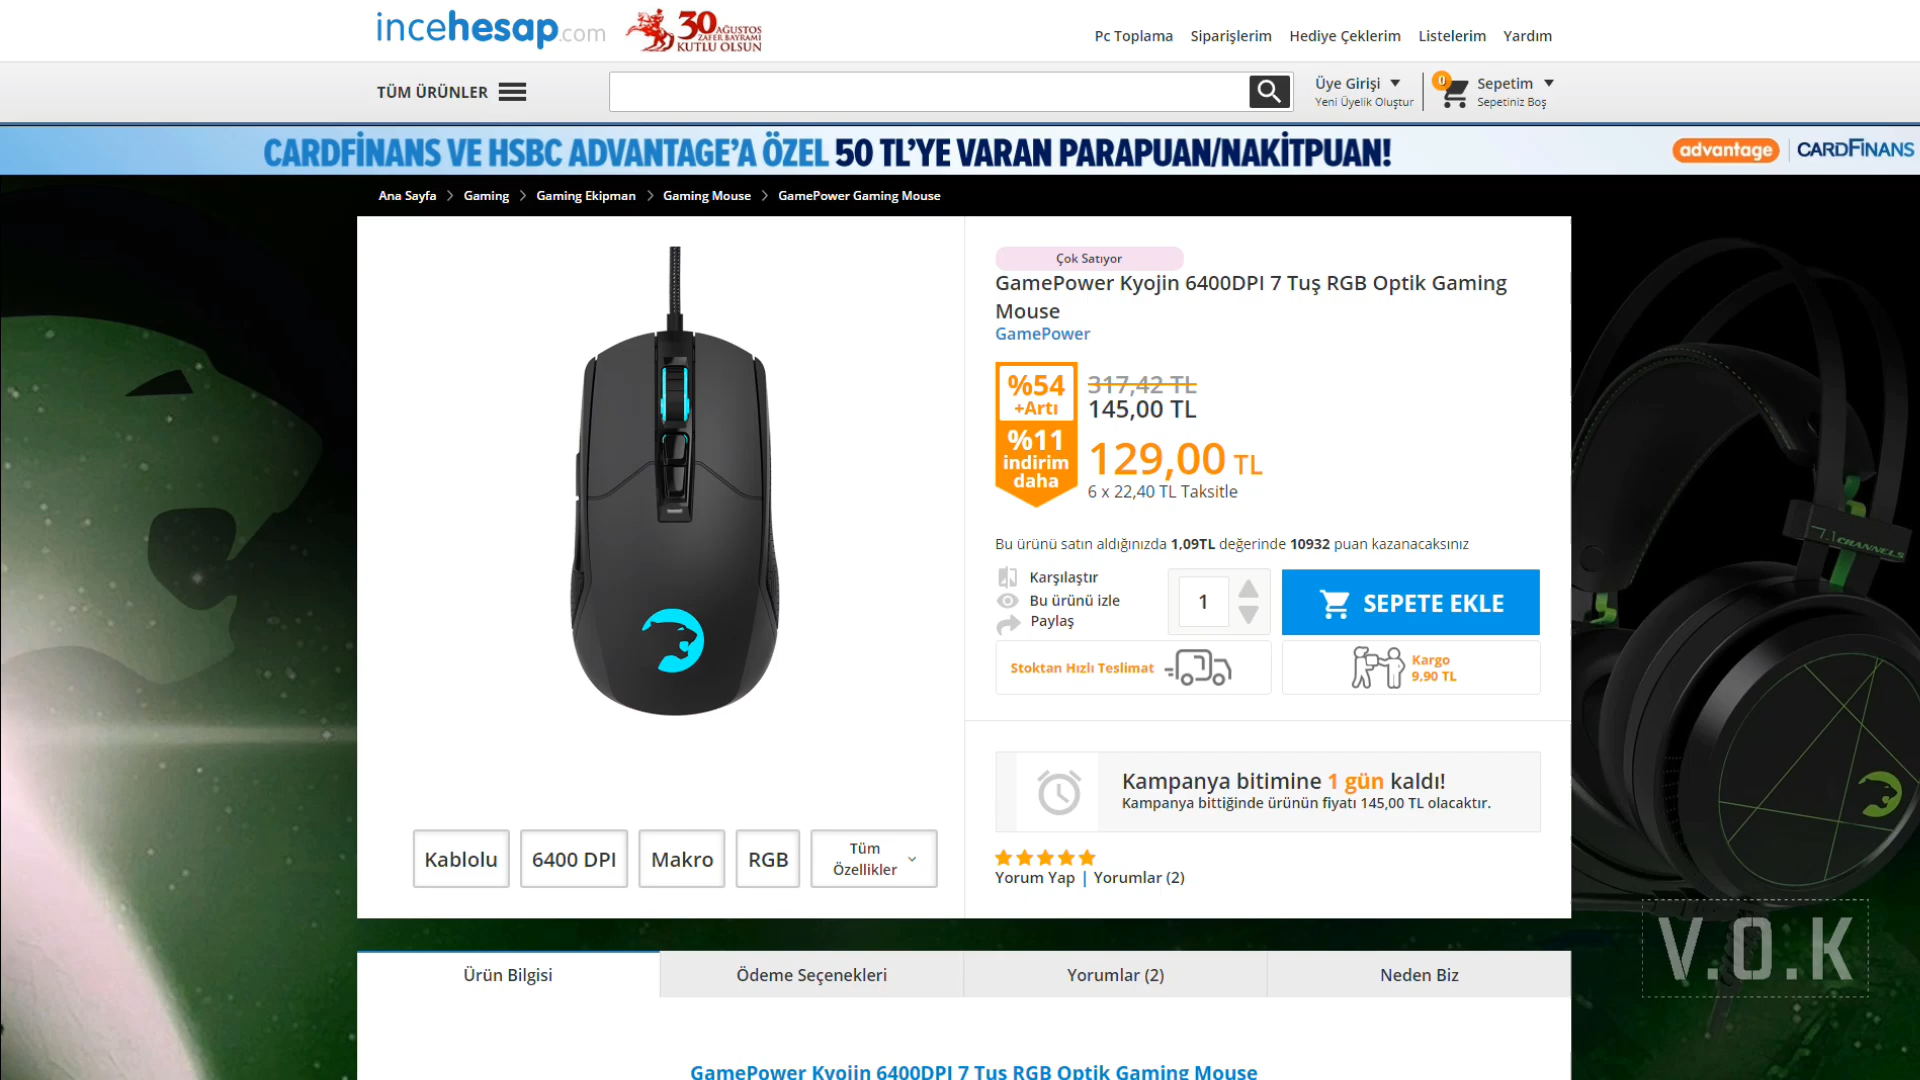 incehesap.com
30 AĞUSTOS
ZAFER BAYRAMI
KUTLU OLSUN
Pc Toplama
Siparişlerim
Hediye Çeklerim
Listelerim
Yardım
TÜM ÜRÜNLER
Üye Girişi
Yeni Üyelik Oluştur
0
Sepetim
Sepetiniz Boş
CARDFİNANS VE HSBC ADVANTAGE'A ÖZEL 50 TL'YE VARAN PARAPUAN/NAKİTPUAN!
advantage
CARDFİNANS
Ana Sayfa > Gaming > Gaming Ekipman > Gaming Mouse > GamePower Gaming Mouse
Çok Satıyor
GamePower Kyojin 6400DPI 7 Tuş RGB Optik Gaming
Mouse
GamePower
%54
+Artı
%11
indirim
daha
317,42 TL
145,00 TL
129,00 TL
6 x 22,40 TL Taksitle
Bu ürünü satın aldığınızda 1,09TL değerinde 10932 puan kazanacaksınız
Karşılaştır
Bu ürünü izle
Paylaş
1
SEPETE EKLE
Stoktan Hızlı Teslimat
Kargo
9,90 TL
7.1 CHANNELS
Kampanya bitimine 1 gün kaldı!
Kampanya bittiğinde ürünün fiyatı 145,00 TL olacaktır.
Yorum Yap | Yorumlar (2)
Kablolu
6400 DPI
Makro
RGB
Tüm
Özellikler
V.O.K
Ürün Bilgisi
Ödeme Seçenekleri
Yorumlar (2)
Neden Biz
GamePower Kyojin 6400DPI 7 Tuş RGB Optik Gaming Mouse